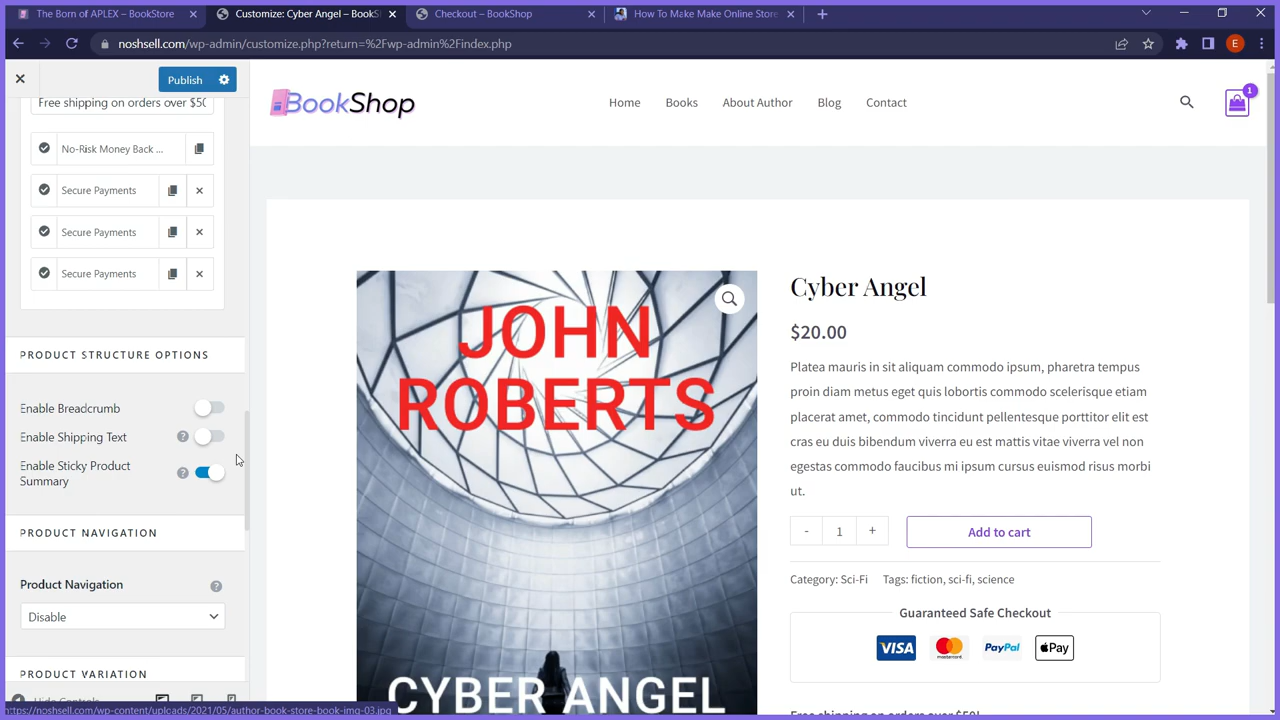 The Born of APLEX – BookStore
Customize: Cyber Angel – BookS
Checkout – BookShop
How To Make Make Online Store
noshsell.com/wp-admin/customize.php?return=%2Fwp-admin%2Findex.php
E
Publish
Free shipping on orders over $50
No-Risk Money Back ...
Secure Payments
Secure Payments
Secure Payments
PRODUCT STRUCTURE OPTIONS
Enable Breadcrumb
Enable Shipping Text
Enable Sticky Product
Summary
PRODUCT NAVIGATION
Product Navigation
Disable
PRODUCT VARIATION
Hide Controls
https://noshsell.com/wp-content/uploads/2021/05/author-book-store-book-img-03.jpg
BookShop
Home
Books
About Author
Blog
Contact
1
JOHN
ROBERTS
CYBER ANGEL
Cyber Angel
$20.00
Platea mauris in sit aliquam commodo ipsum, pharetra tempus
proin diam metus eget quis lobortis commodo scelerisque etiam
placerat amet, commodo tincidunt pellentesque porttitor elit est
cras eu duis bibendum viverra eu est mattis vitae viverra vel non
egestas commodo faucibus mi ipsum cursus euismod risus morbi
ut.
- 1 +
Add to cart
Category: Sci-Fi Tags: fiction, sci-fi, science
Guaranteed Safe Checkout
VISA
mastercard
PayPal
Pay
Free shipping on orders over $50!